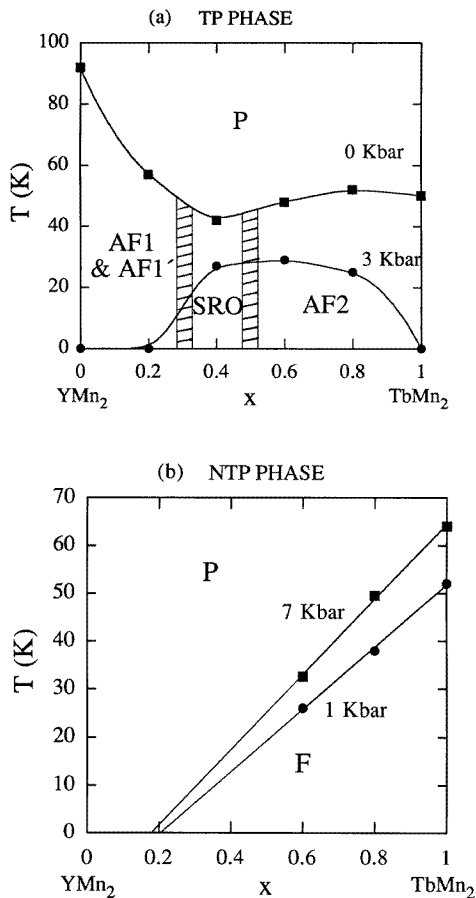 (a) TP PHASE
100
80
60
40
20
0
T (K)
P
0 Kbar
AF1
& AF1´
SRO
AF2
3 Kbar
0 0.2 0.4 0.6 0.8 1
YMn₂ x TbMn₂
(b) NTP PHASE
70
60
50
40
30
20
10
0
T (K)
P
7 Kbar
1 Kbar
F
0 0.2 0.4 0.6 0.8 1
YMn₂ x TbMn₂